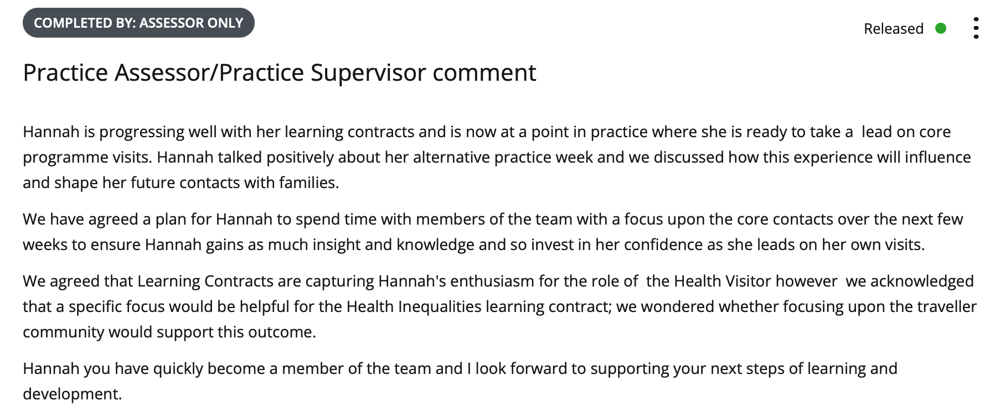 COMPLETED BY: ASSESSOR ONLY
Released
Practice Assessor/Practice Supervisor comment
Hannah is progressing well with her learning contracts and is now at a point in practice where she is ready to take a  lead on core
programme visits. Hannah talked positively about her alternative practice week and we discussed how this experience will influence
and shape her future contacts with families.
We have agreed a plan for Hannah to spend time with members of the team with a focus upon the core contacts over the next few
weeks to ensure Hannah gains as much insight and knowledge and so invest in her confidence as she leads on her own visits.
We agreed that Learning Contracts are capturing Hannah's enthusiasm for the role of  the Health Visitor however  we acknowledged
that a specific focus would be helpful for the Health Inequalities learning contract; we wondered whether focusing upon the traveller
community would support this outcome.
Hannah you have quickly become a member of the team and I look forward to supporting your next steps of learning and
development.